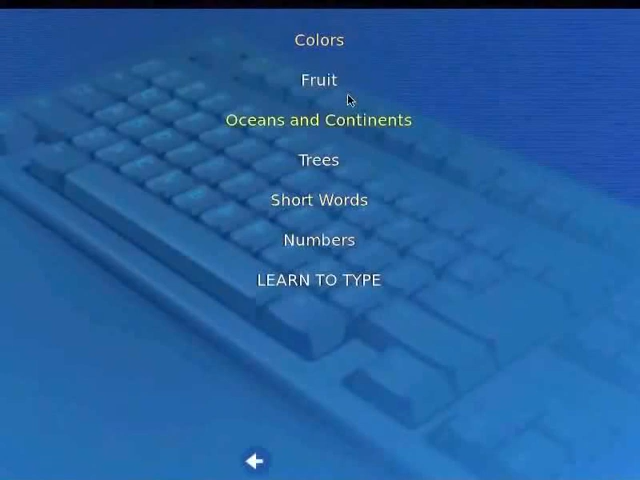 Colors
Fruit
Oceans and Continents
Trees
Short Words
Numbers
LEARN TO TYPE